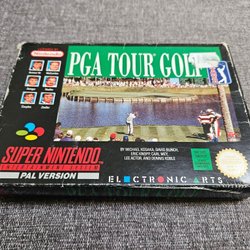 Nintendo
PGA TOUR GOLF
BY MICHAEL KOSAKA, DAVID BUNCH,
ERIC KNOPP, CARL MEY,
LEE ACTOR, AND DENNIS KOBLE
SUPER NINTENDO
ENTERTAINMENT SYSTEM
PAL VERSION
ELECTRONIC ARTS